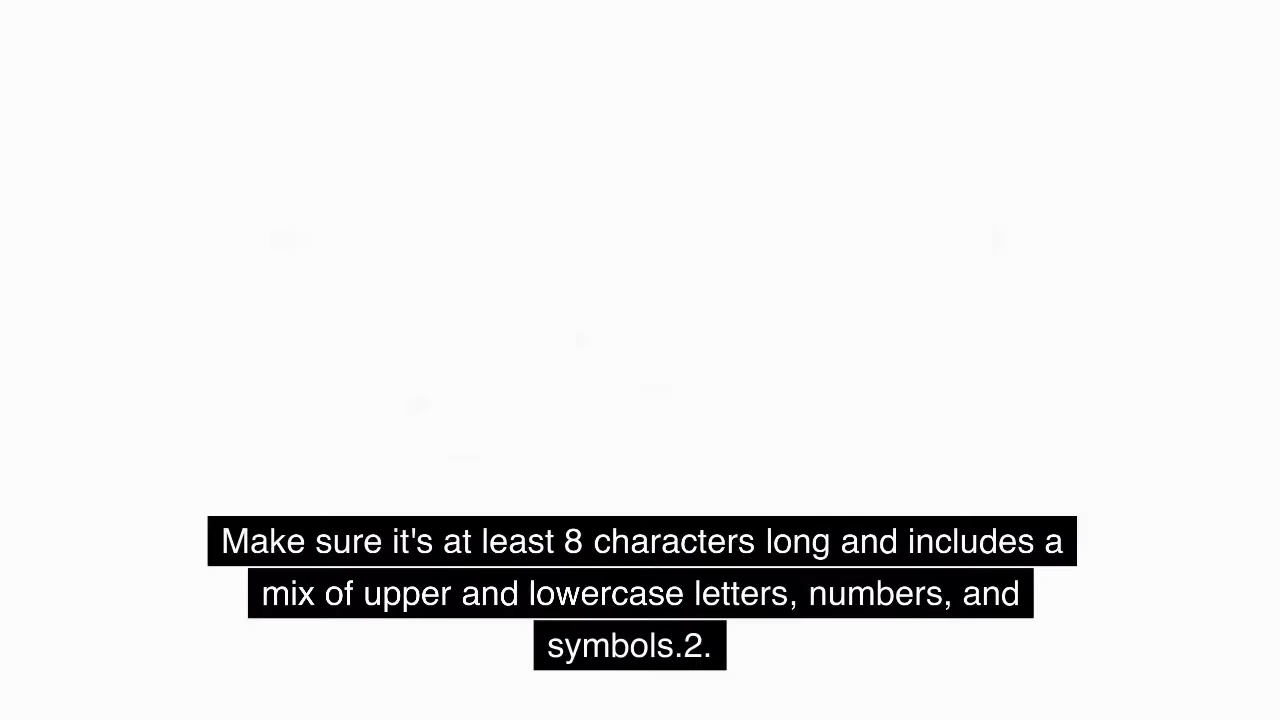 Make sure it's at least 8 characters long and includes a
mix of upper and lowercase letters, numbers, and
symbols.2.